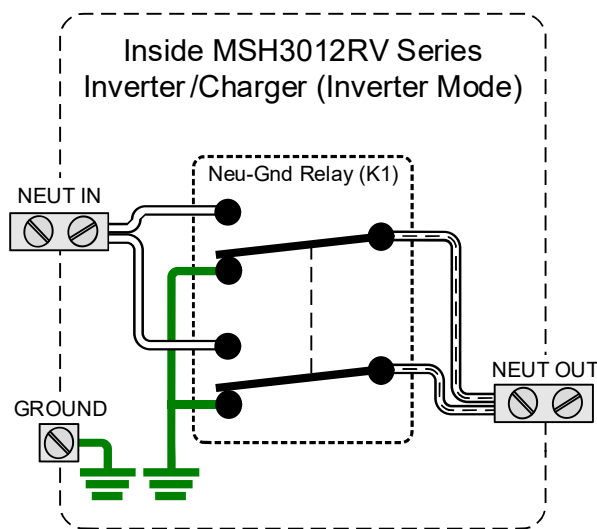 Inside MSH3012RV Series
Inverter/Charger (Inverter Mode)
Neu-Gnd Relay (K1)
NEUT IN
NEUT OUT
GROUND